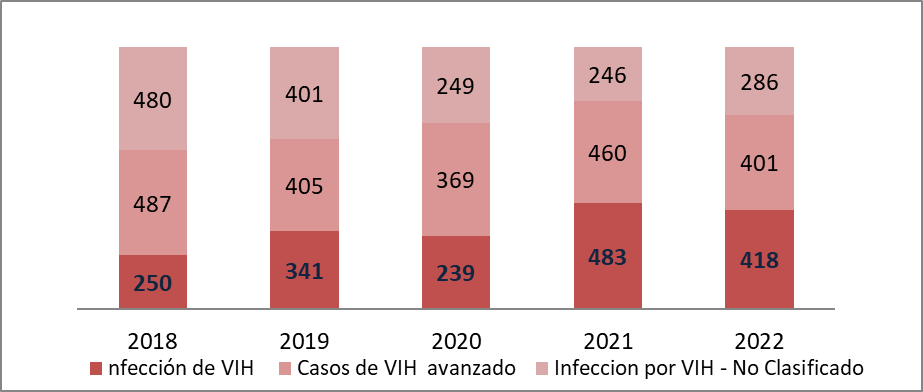 480 401 249 246 286
487 405 369 460 401
250 341 239 483 418
2018 2019 2020 2021 2022
nfección de VIH Casos de VIH avanzado Infeccion por VIH - No Clasificado